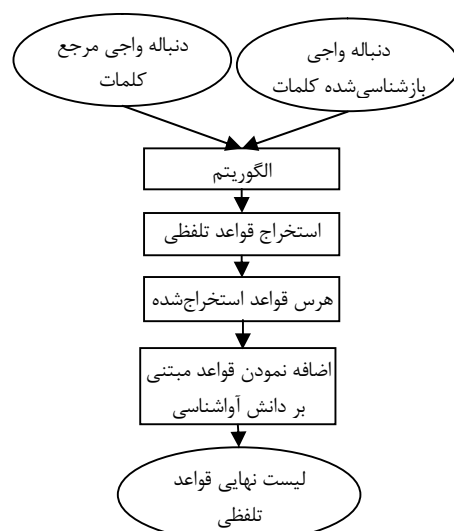 دنباله واجی مرجع
کلمات
دنباله واجی
بازشناسی‌شده کلمات
الگوریتم
استخراج قواعد تلفظی
هرس قواعد استخراج‌شده
اضافه نمودن قواعد مبتنی
بر دانش آواشناسی
لیست نهایی قواعد
تلفظی